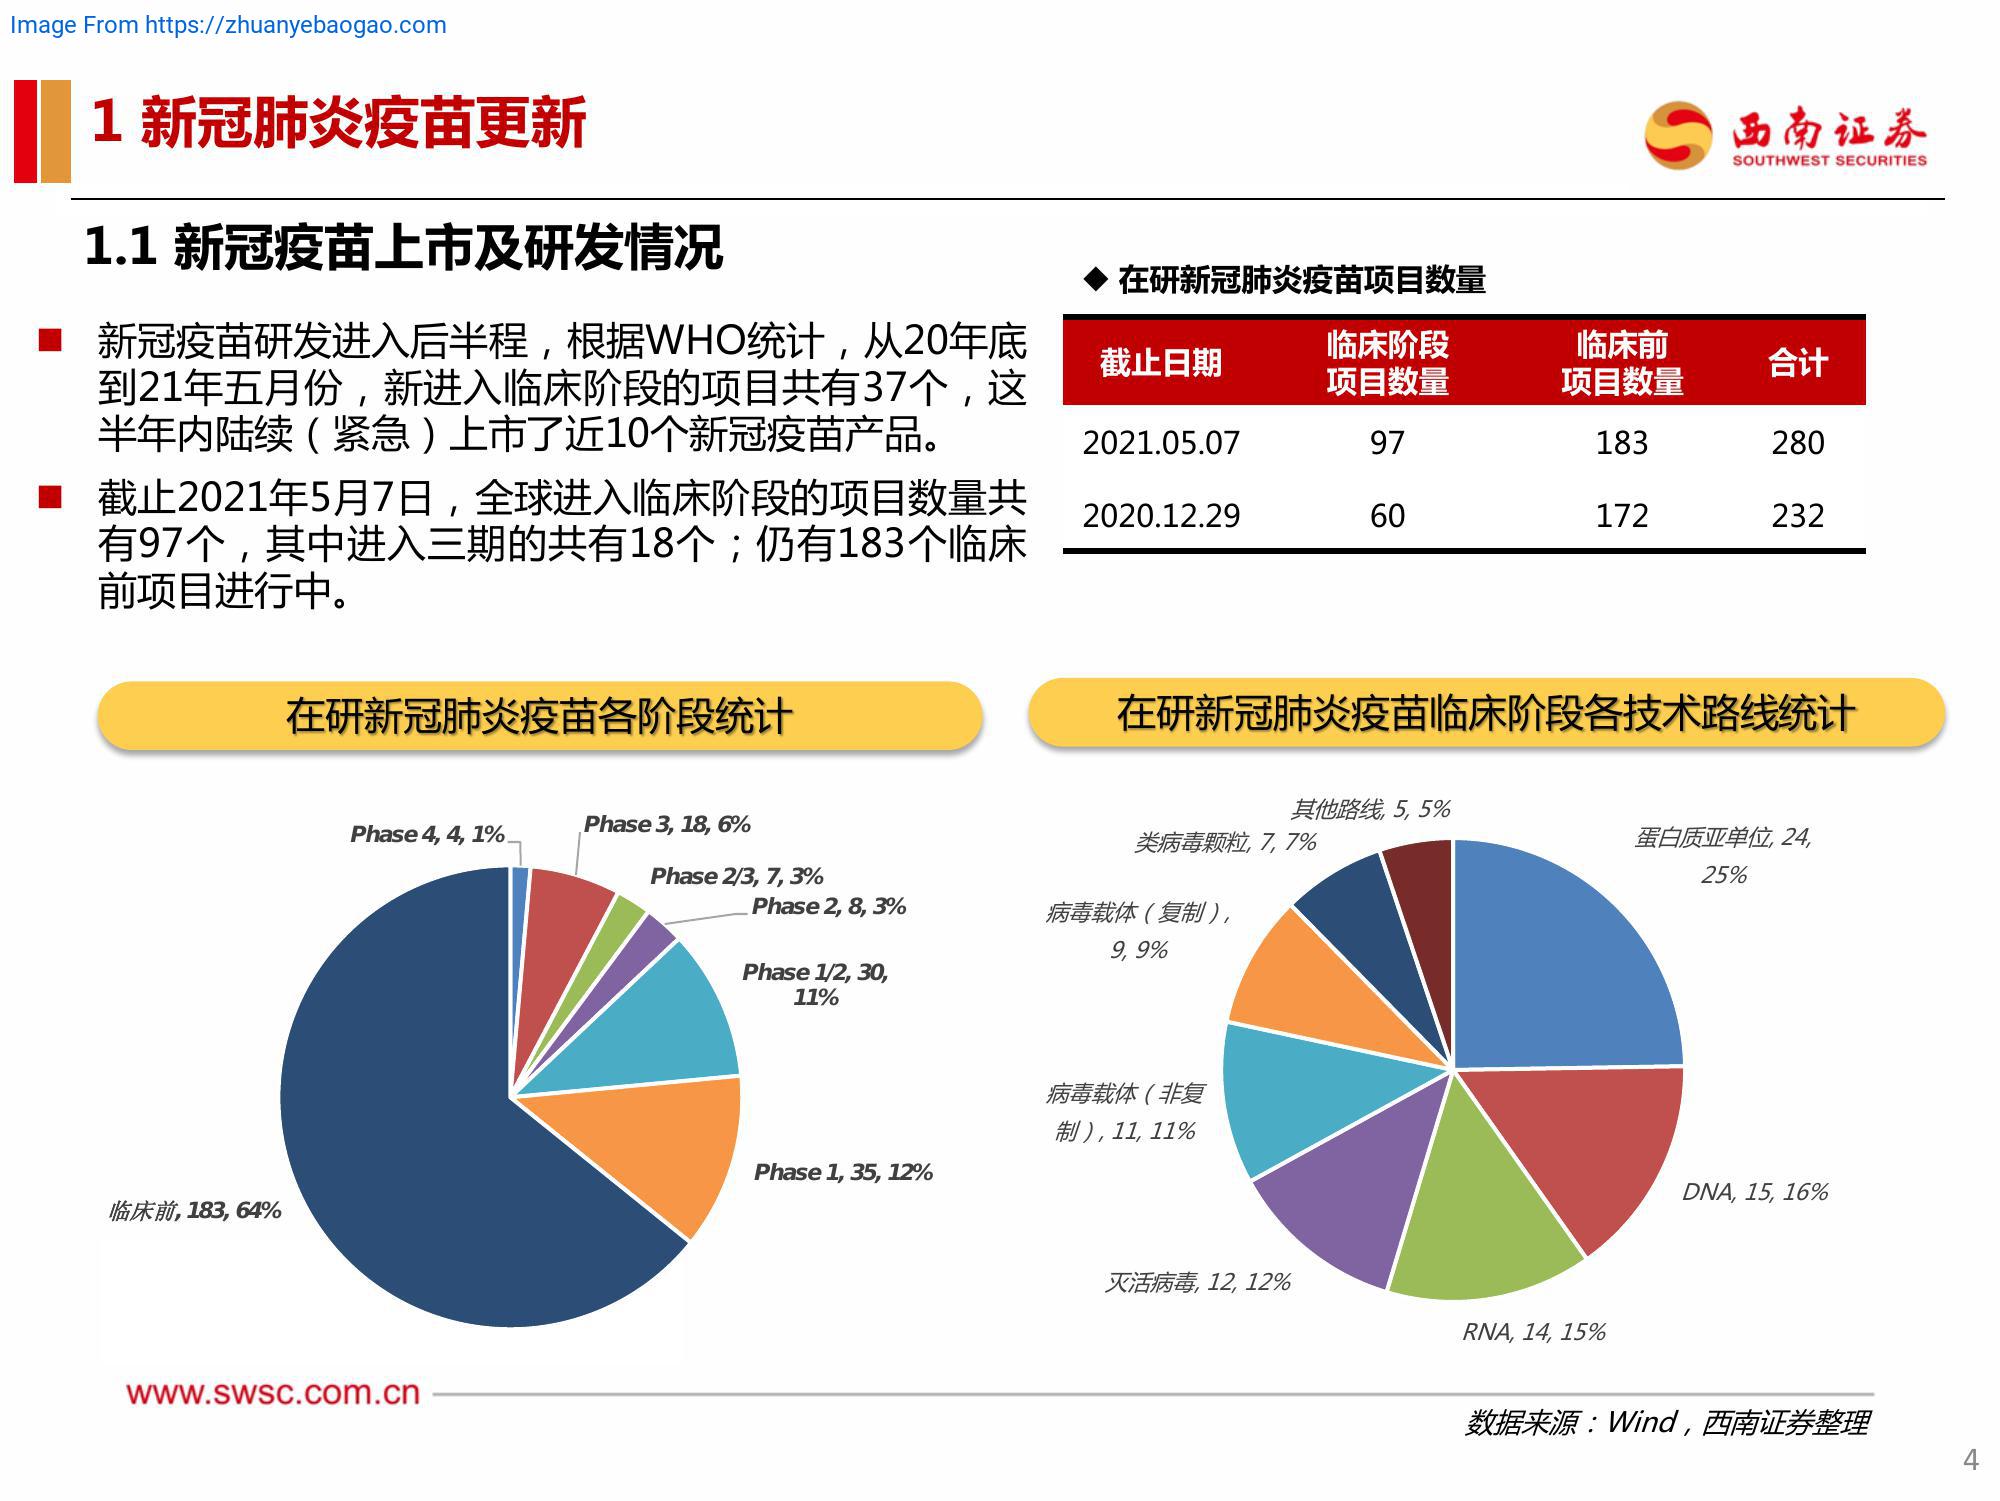 Image From https://zhuanyebaogao.com
1 新冠肺炎疫苗更新
西南证券
SOUTHWEST SECURITIES
1.1 新冠疫苗上市及研发情况
■ 新冠疫苗研发进入后半程，根据WHO统计，从20年底
到21年五月份，新进入临床阶段的项目共有37个，这
半年内陆续（紧急）上市了近10个新冠疫苗产品。
■ 截止2021年5月7日，全球进入临床阶段的项目数量共
有97个，其中进入三期的共有18个；仍有183个临床
前项目进行中。
◆ 在研新冠肺炎疫苗项目数量
截止日期 临床阶段 临床前 合计
项目数量 项目数量
2021.05.07 97 183 280
2020.12.29 60 172 232
在研新冠肺炎疫苗各阶段统计
Phase 4, 4, 1%
Phase 3, 18, 6%
Phase 2/3, 7, 3%
Phase 2, 8, 3%
Phase 1/2, 30,
11%
Phase 1, 35, 12%
临床前, 183, 64%
在研新冠肺炎疫苗临床阶段各技术路线统计
其他路线, 5, 5%
类病毒颗粒, 7, 7%
蛋白质亚单位, 24,
25%
病毒载体（复制）,
9, 9%
病毒载体（非复
制）, 11, 11%
DNA, 15, 16%
灭活病毒, 12, 12%
RNA, 14, 15%
www.swsc.com.cn
数据来源：Wind，西南证券整理
4